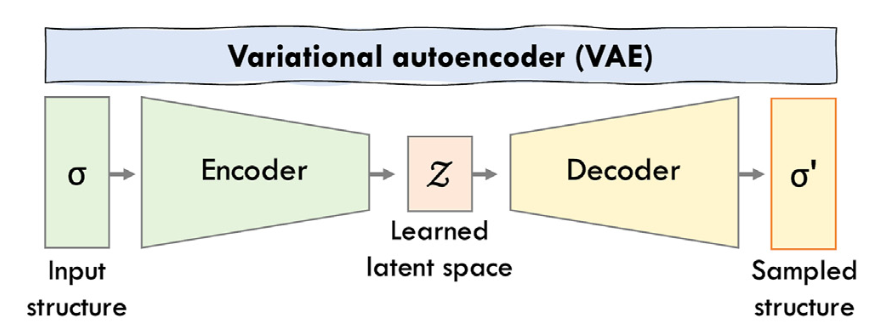 Variational autoencoder (VAE)
σ
Encoder
𝒵
Decoder
σ'
Learned
latent space
Input
structure
Sampled
structure